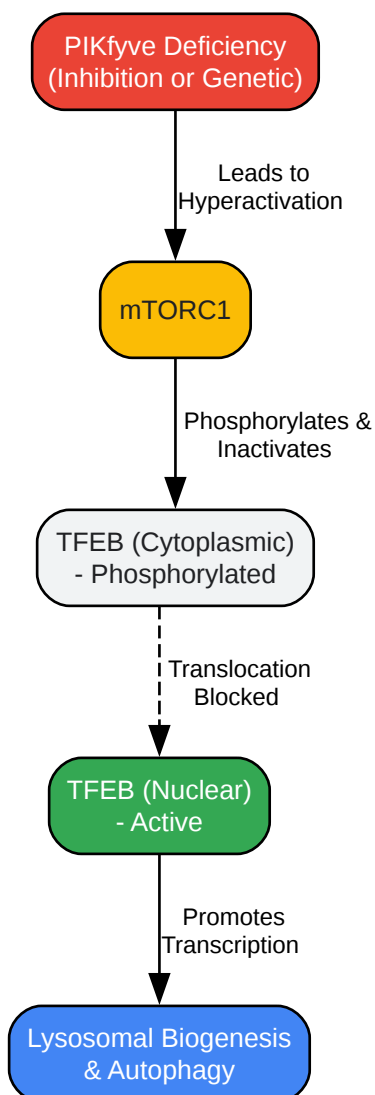 PIKfyve Deficiency
(Inhibition or Genetic)
Leads to
Hyperactivation
mTORC1
Phosphorylates &
Inactivates
TFEB (Cytoplasmic)
- Phosphorylated
Translocation
Blocked
TFEB (Nuclear)
- Active
Promotes
Transcription
Lysosomal Biogenesis
& Autophagy